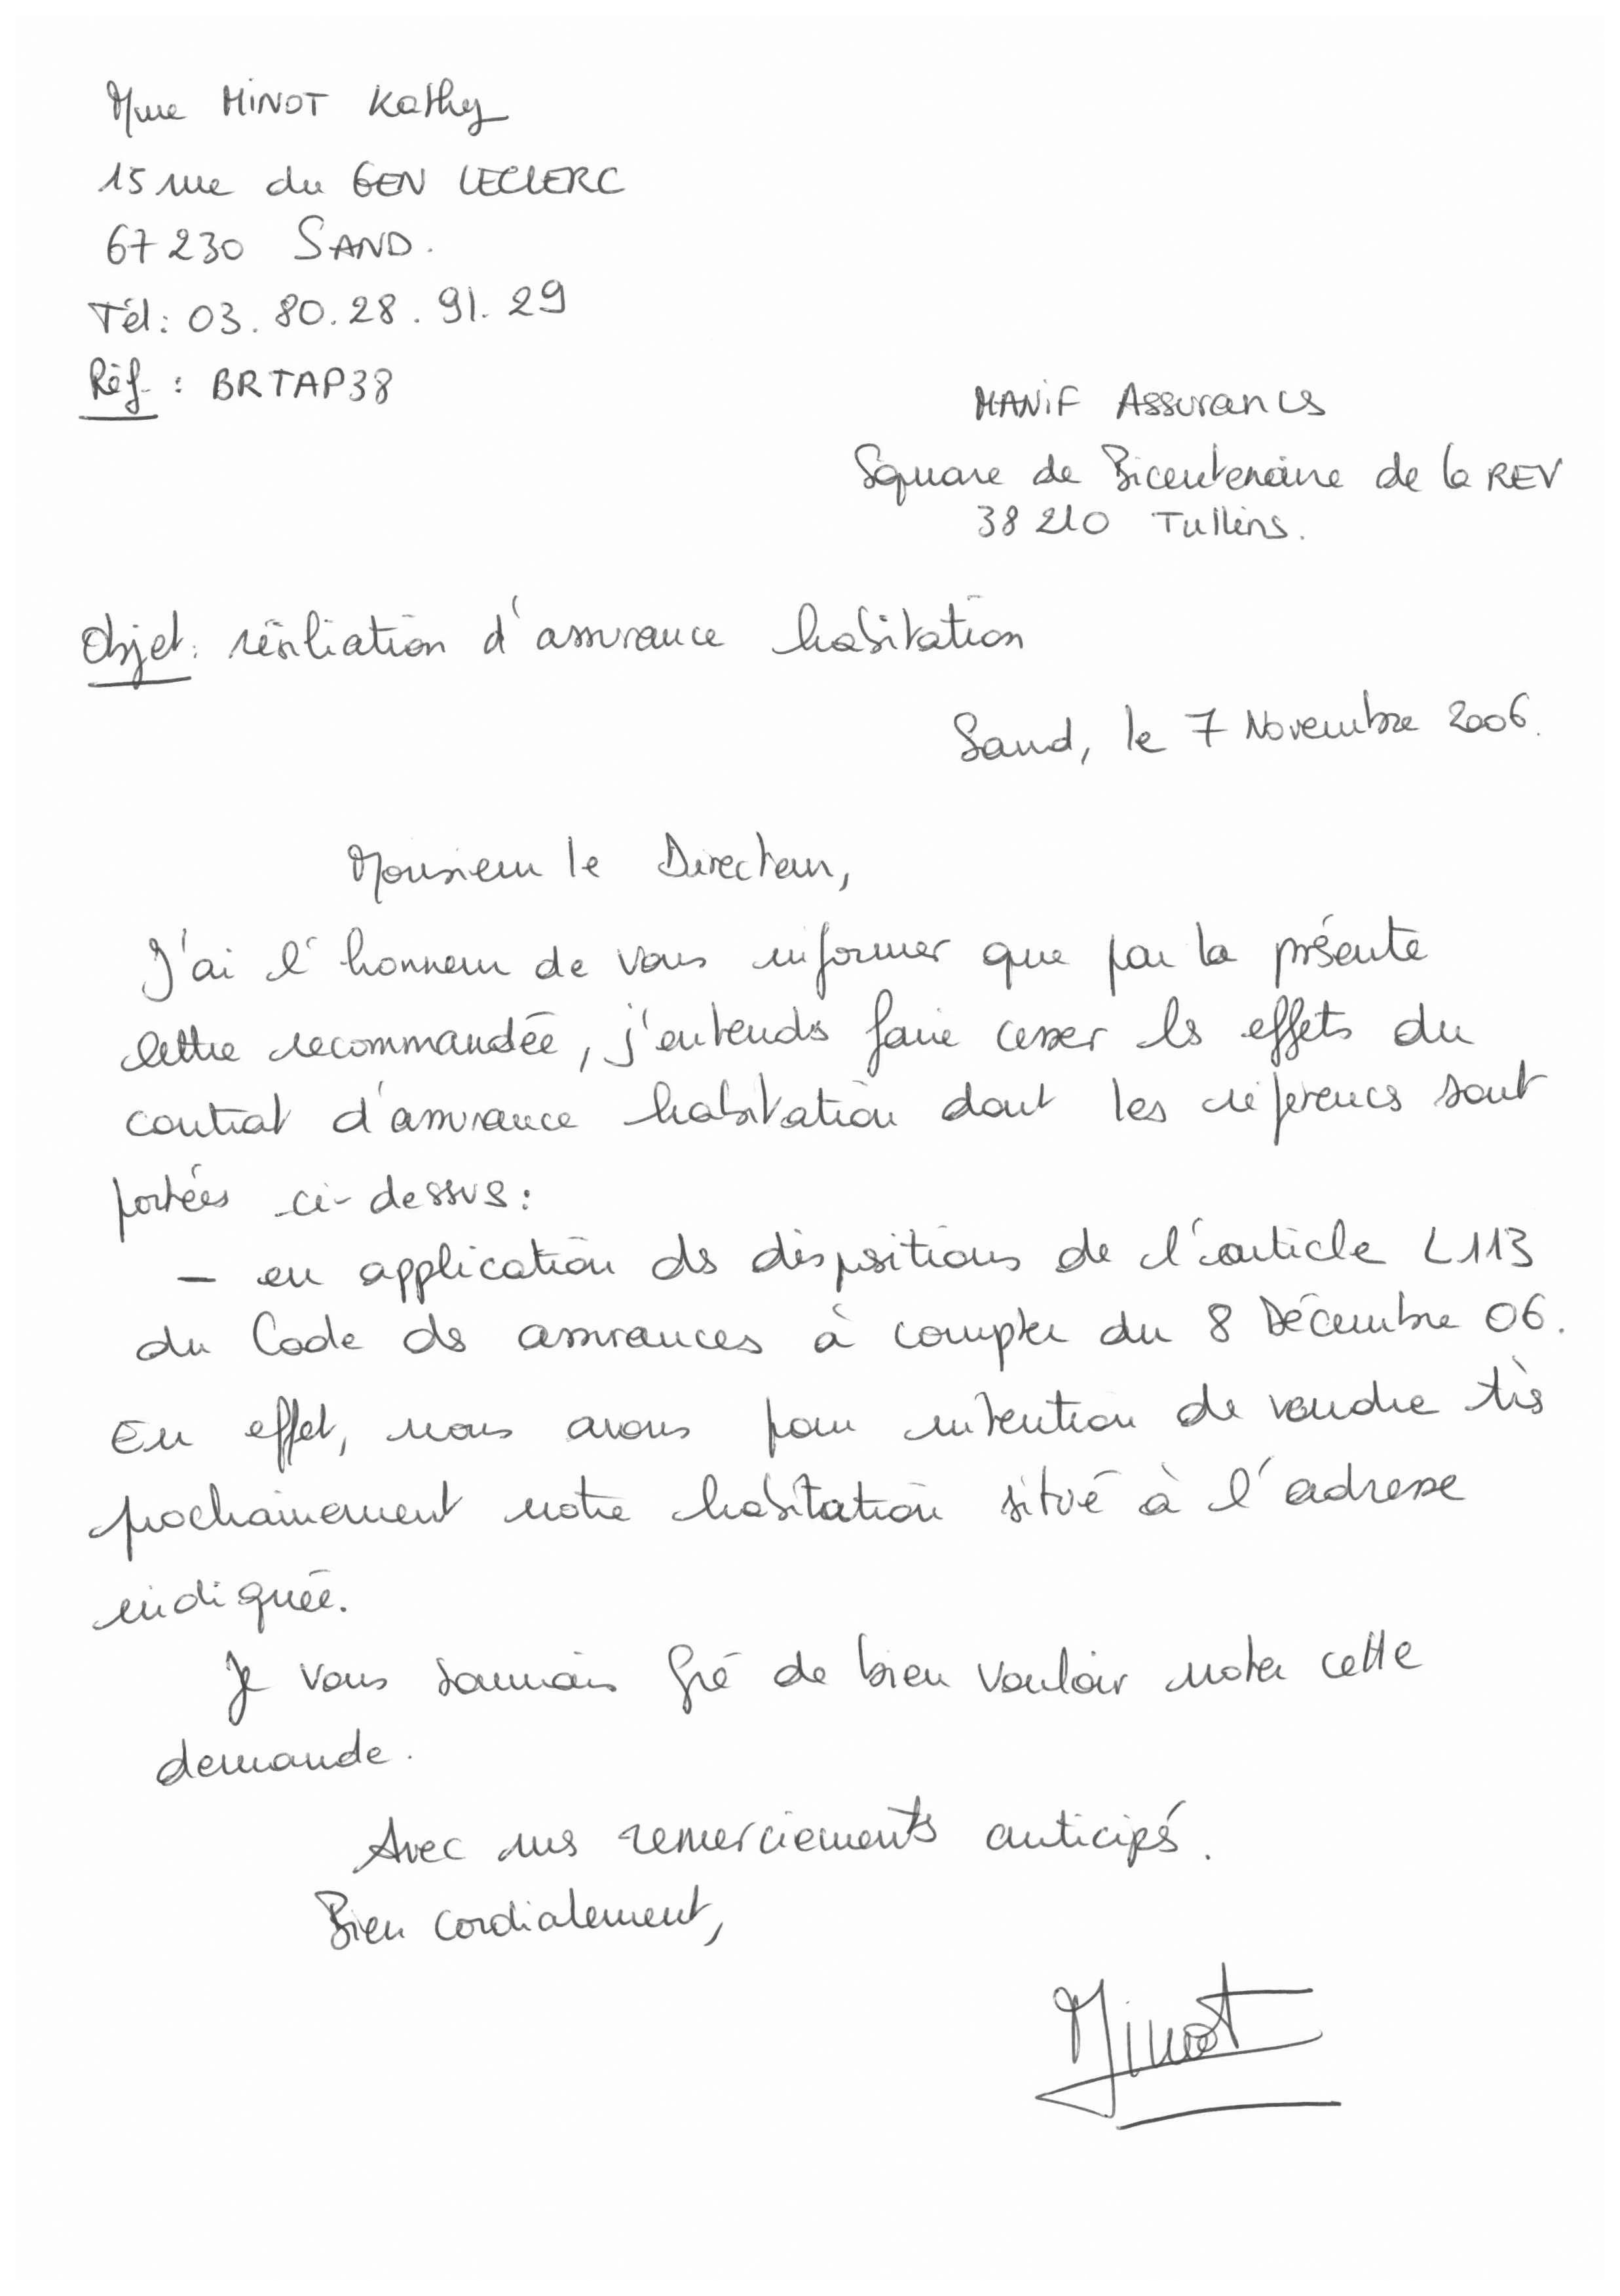 Mme MINOT Kathy
15 rue du GEN LECLERC
67230 SAND.
Tél: 03.80.28.91.29
Réf : BRTAP38
MANIF Assurances
Square de Bicentenaire de la REV
38210 Tullins.
Objet: résiliation d'assurance habitation
Sand, le 7 Novembre 2006.
Monsieur le Directeur,
J'ai l'honneur de vous informer que par la présente
lettre recommandée, j'entends faire cesser les effets du
contrat d'assurance habitation dont les références sont
portées ci-dessus:
- en application des dispositions de l'article L113
du Code des assurances à compter du 8 Décembre 06.
En effet, nous avons pour intention de vendre très
prochainement notre habitation situé à l'adresse
indiquée.
Je vous saurais gré de bien vouloir noter cette
demande.
Avec mes remerciements anticipés.
Bien cordialement,
Minot